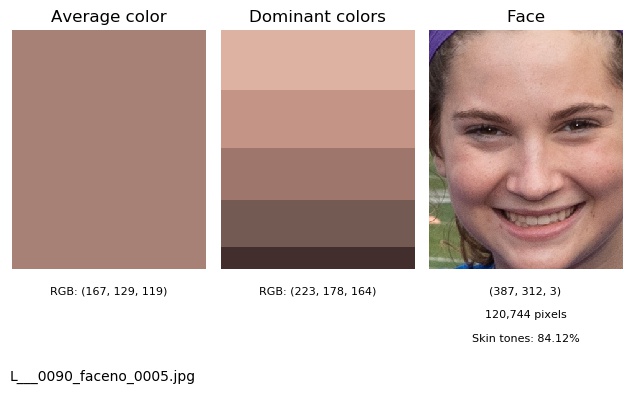 Average color
Dominant colors
Face
RGB: (167, 129, 119)
RGB: (223, 178, 164)
(387, 312, 3)
120,744 pixels
Skin tones: 84.12%
L___0090_faceno_0005.jpg